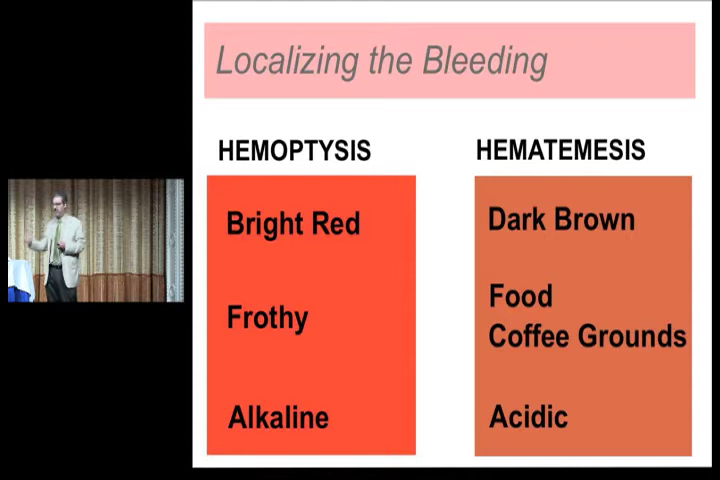 Localizing the Bleeding
HEMOPTYSIS
Bright Red
Frothy
Alkaline
HEMATEMESIS
Dark Brown
Food
Coffee Grounds
Acidic